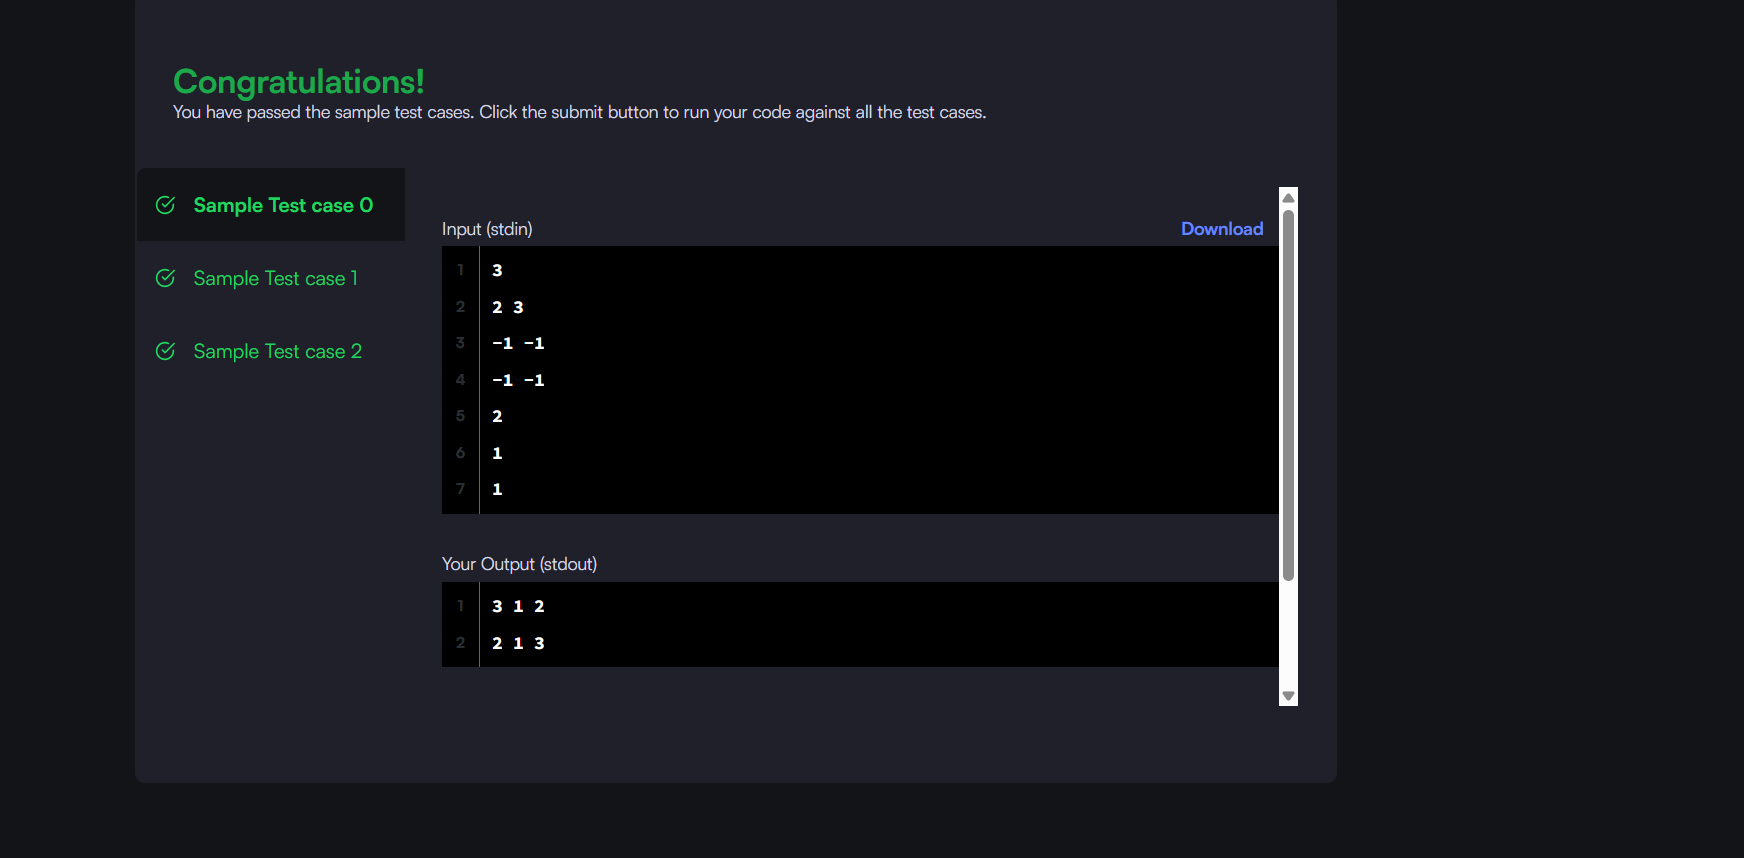 Congratulations!
You have passed the sample test cases. Click the submit button to run your code against all the test cases.
Sample Test case 0
Sample Test case 1
Sample Test case 2
Input (stdin)
Download
1 3
2 2 3
3 -1 -1
4 -1 -1
5 2
6 1
7 1
Your Output (stdout)
1 3 1 2
2 2 1 3